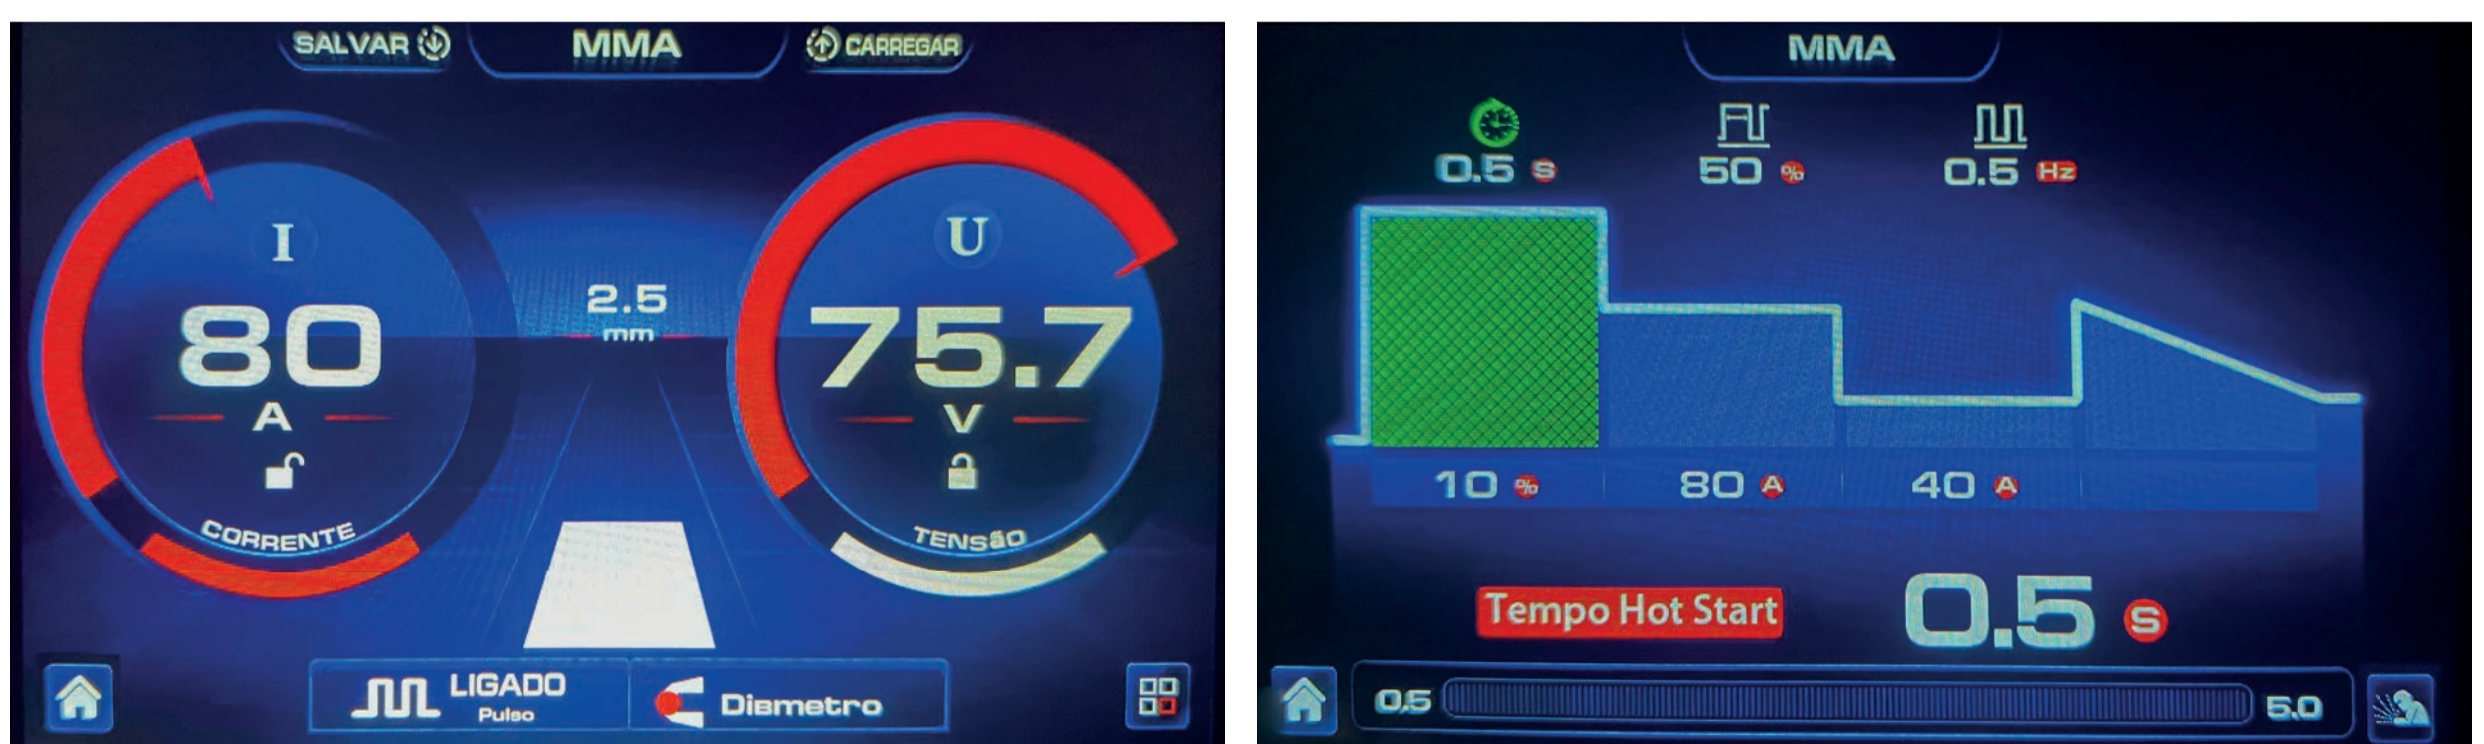 SALVAR
MMA
CARREGAR
I
U
80
A
CORRENTE
2.5
mm
75.7
V
TENSãO
LIGADO
Pulso
Diametro
MMA
0.5 S
50 %
0.5 Hz
10 %
80 A
40 A
Tempo Hot Start
0.5 S
0.5
5.0